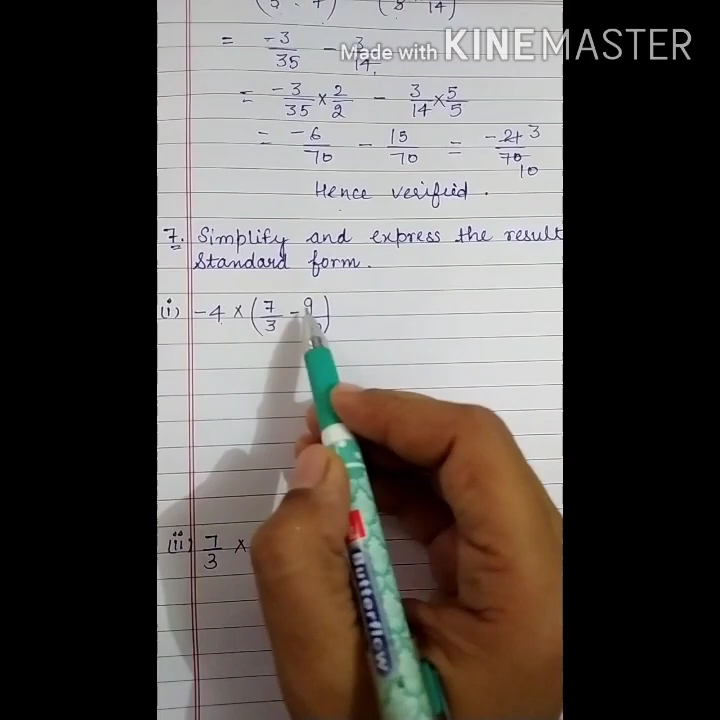 = -3/35 - 3/14
Made with KINEMASTER
= -3/35 × 2/2 - 3/14 × 5/5
= -6/70 - 15/70 = -21/70 3/10
Hence verified.
7. Simplify and express the result
standard form.
(i) -4 × (7/3 - 9
(ii) 7/3 ×
Butterflow